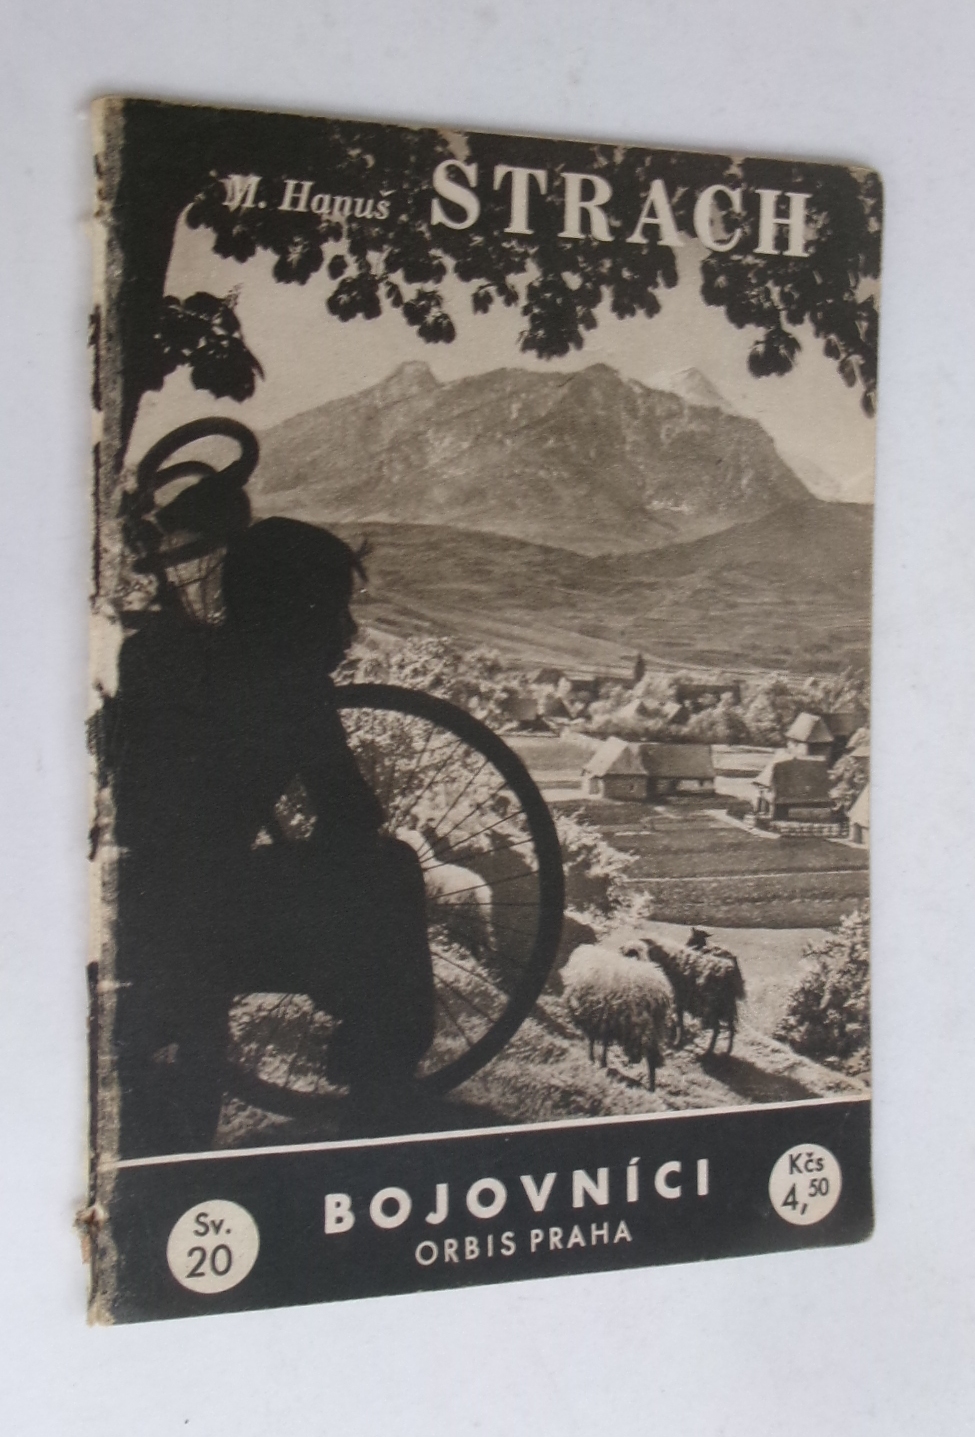 M. Hanuš STRACH
Sv.
20
BOJOVNÍCI
ORBIS PRAHA
Kčs
4,50